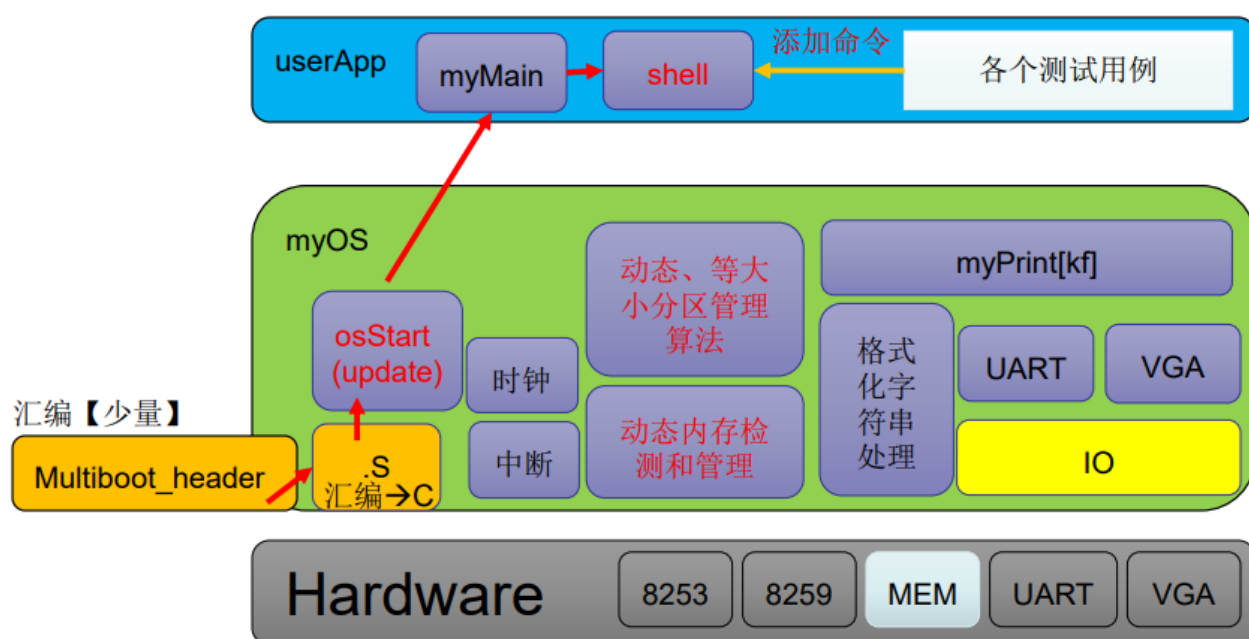 userApp
myMain
shell
添加命令
各个测试用例
myOS
动态、等大
小分区管理
算法
myPrint[kf]
osStart
(update)
时钟
格式
化字
符串
处理
UART
VGA
汇编【少量】
Multiboot_header
.S
汇编→C
中断
动态内存检
测和管理
IO
Hardware
8253
8259
MEM
UART
VGA